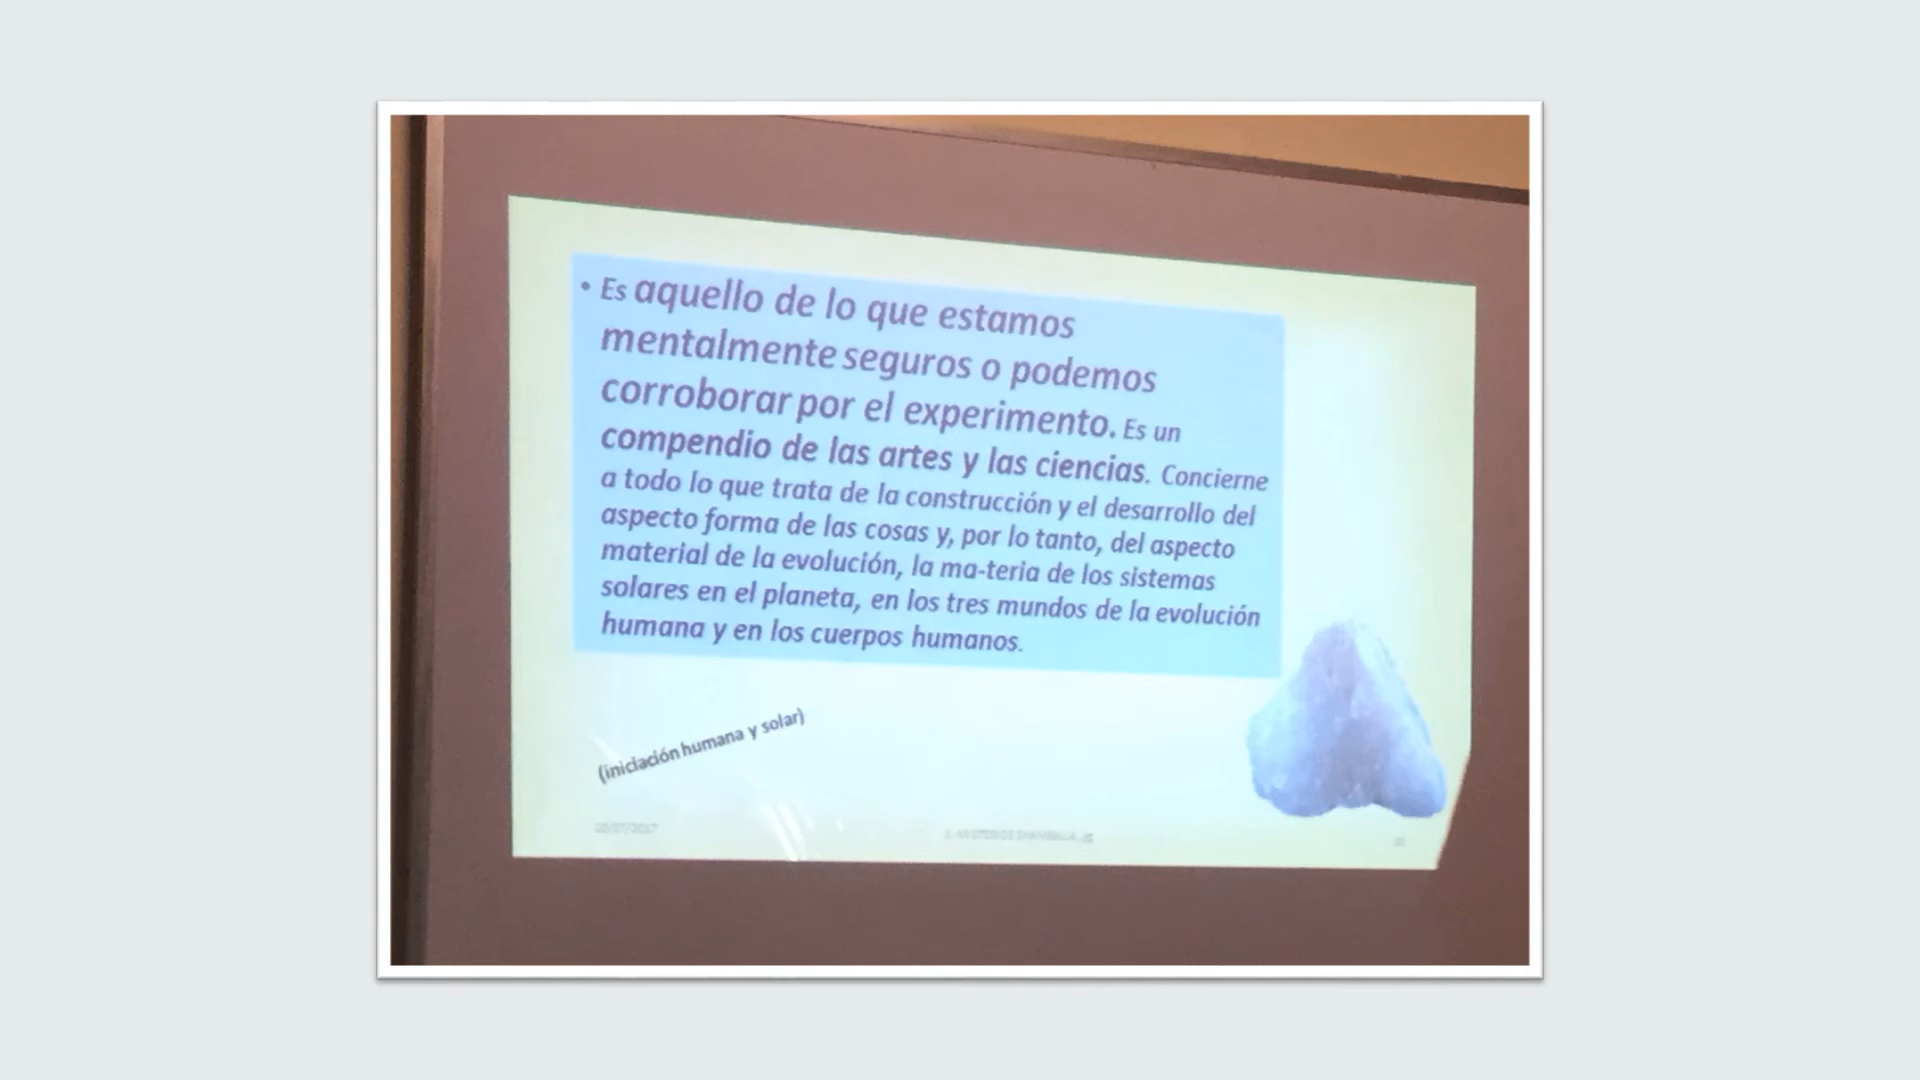 • Es aquello de lo que estamos
mentalmente seguros o podemos
corroborar por el experimento. Es un
compendio de las artes y las ciencias. Concierne
a todo lo que trata de la construcción y el desarrollo del
aspecto forma de las cosas y, por lo tanto, del aspecto
material de la evolución, la ma-teria de los sistemas
solares en el planeta, en los tres mundos de la evolución
humana y en los cuerpos humanos.
(iniciación humana y solar)